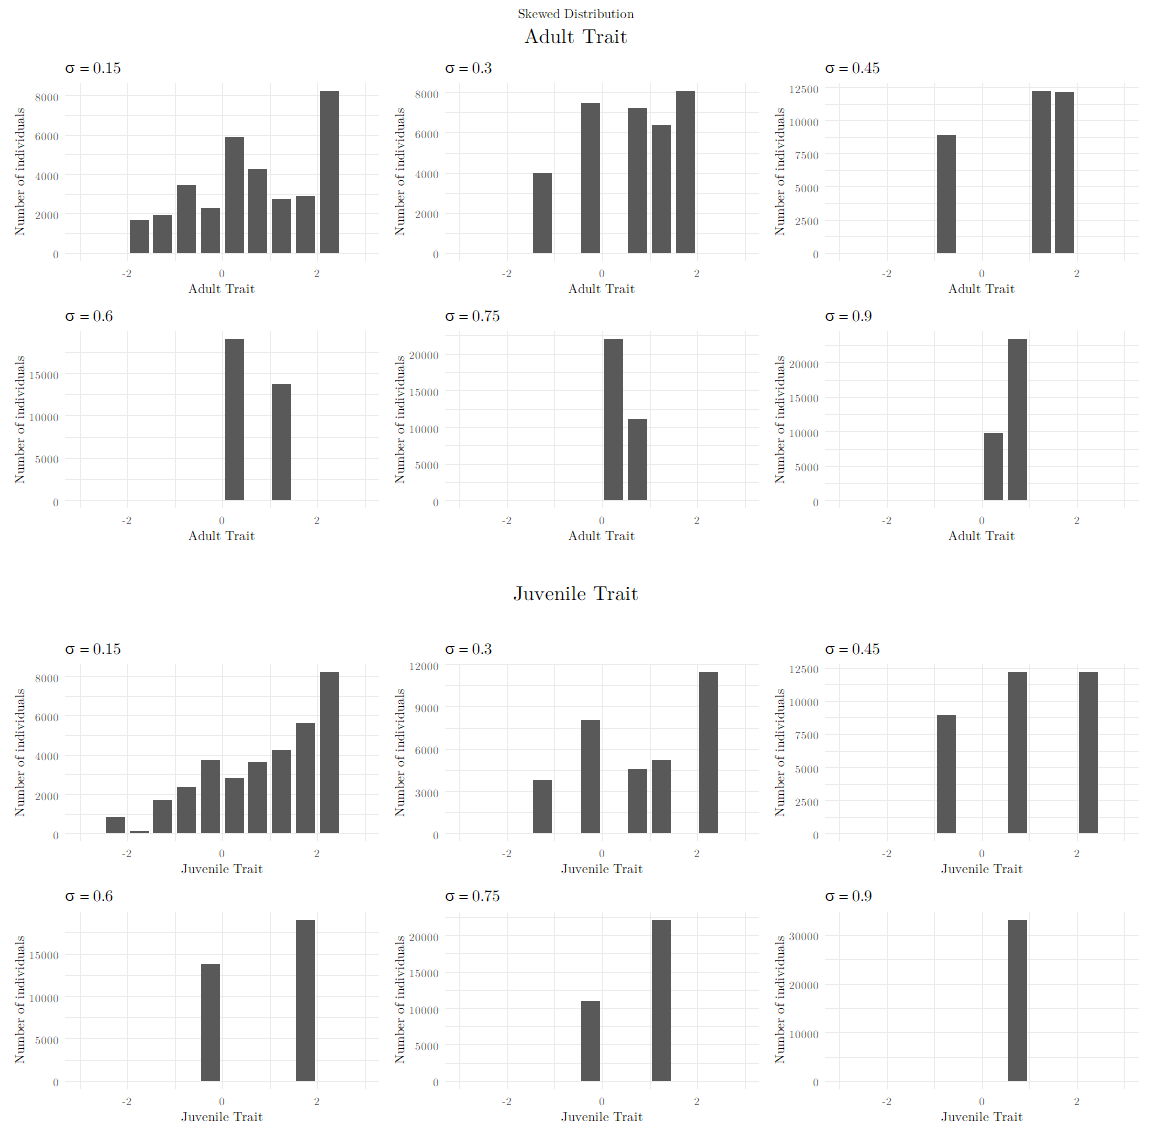 Skewed Distribution
Adult Trait
σ = 0.15
σ = 0.3
σ = 0.45
Number of individuals
8000
6000
4000
2000
0
-2
0
2
Adult Trait
Number of individuals
8000
6000
4000
2000
0
-2
0
2
Adult Trait
Number of individuals
12500
10000
7500
5000
2500
0
-2
0
2
Adult Trait
σ = 0.6
σ = 0.75
σ = 0.9
Number of individuals
15000
10000
5000
0
-2
0
2
Adult Trait
Number of individuals
20000
15000
10000
5000
0
-2
0
2
Adult Trait
Number of individuals
20000
15000
10000
5000
0
-2
0
2
Adult Trait
Juvenile Trait
σ = 0.15
σ = 0.3
σ = 0.45
Number of individuals
8000
6000
4000
2000
0
-2
0
2
Juvenile Trait
Number of individuals
12000
9000
6000
3000
0
-2
0
2
Juvenile Trait
Number of individuals
12500
10000
7500
5000
2500
0
-2
0
2
Juvenile Trait
σ = 0.6
σ = 0.75
σ = 0.9
Number of individuals
15000
10000
5000
0
-2
0
2
Juvenile Trait
Number of individuals
20000
15000
10000
5000
0
-2
0
2
Juvenile Trait
Number of individuals
30000
20000
10000
0
-2
0
2
Juvenile Trait